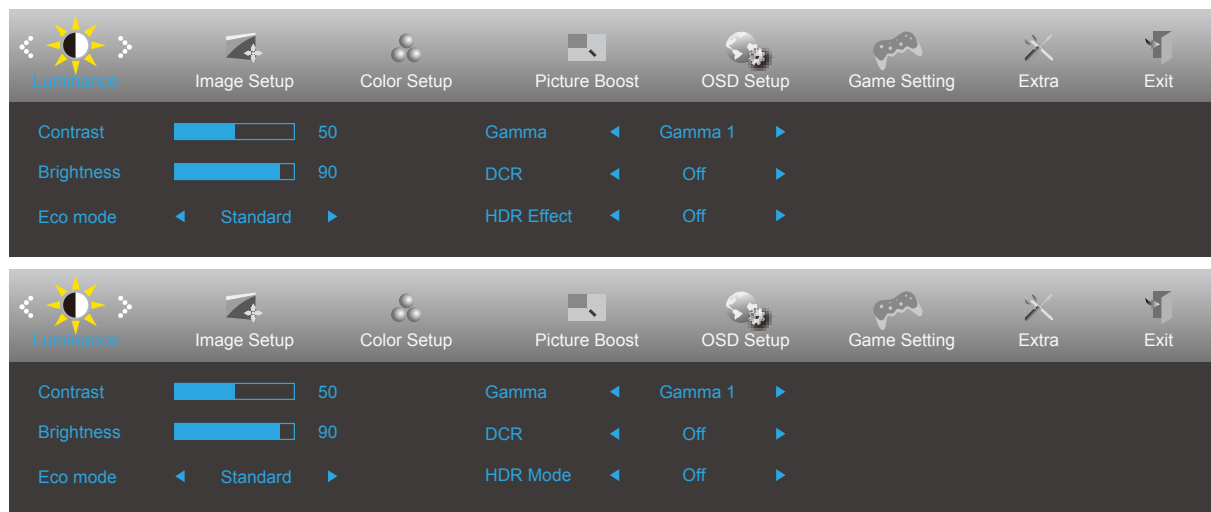 Luminance Image Setup Color Setup Picture Boost OSD Setup Game Setting Extra Exit
Contrast 50 Gamma Gamma 1
Brightness 90 DCR Off
Eco mode Standard HDR Effect Off
Luminance Image Setup Color Setup Picture Boost OSD Setup Game Setting Extra Exit
Contrast 50 Gamma Gamma 1
Brightness 90 DCR Off
Eco mode Standard HDR Mode Off